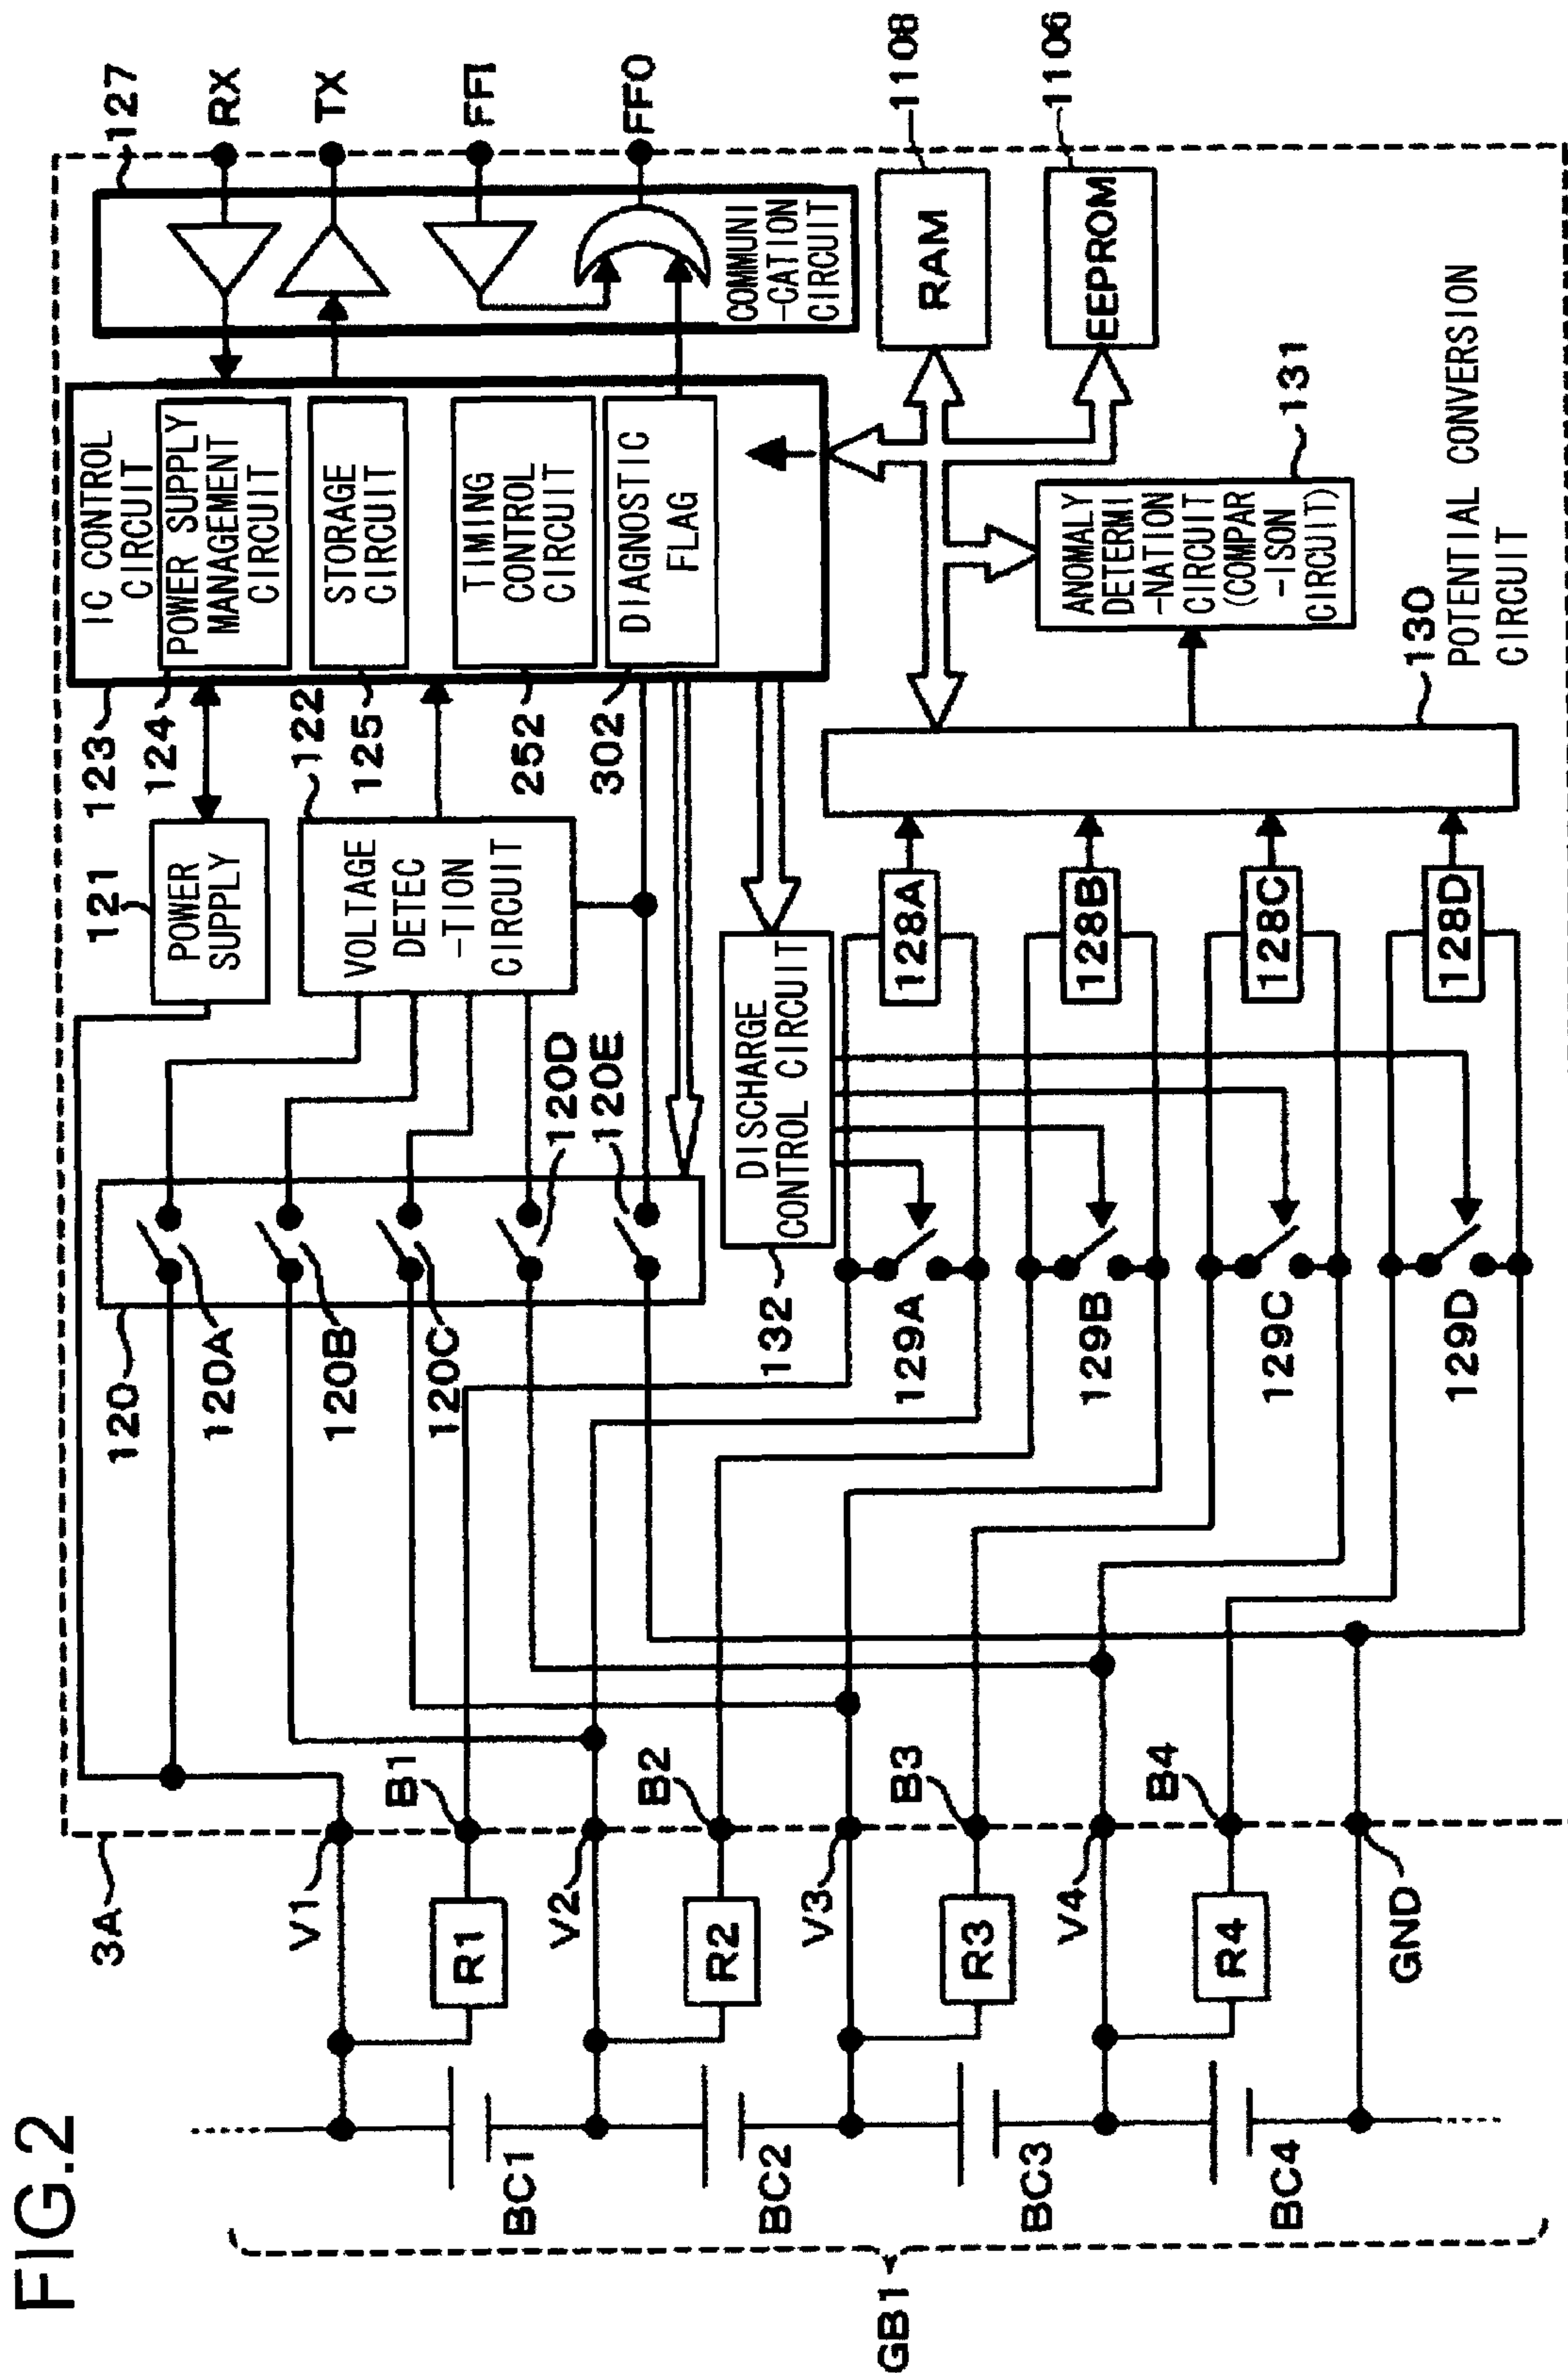 FIG.2
3A
120
120A
120B
120C
120D
120E
121
POWER
SUPPLY
123
124
122
125
252
302
VOLTAGE
DETEC
-TION
CIRCUIT
IC CONTROL
CIRCUIT
POWER SUPPLY
MANAGEMENT
CIRCUIT
STORAGE
CIRCUIT
TIMING
CONTROL
CIRCUIT
DIAGNOSTIC
FLAG
127
RX
TX
FFI
FFO
COMMUNI
-CATION
CIRCUIT
RAM
1108
EEPROM
1106
ANOMALY
DETERMI
-NATION
CIRCUIT
(COMPAR
-ISON
CIRCUIT)
131
130
POTENTIAL CONVERSION
CIRCUIT
DISCHARGE
CONTROL CIRCUIT
132
128A
128B
128C
128D
129A
129B
129C
129D
V1
B1
V2
B2
V3
B3
V4
B4
GND
R1
R2
R3
R4
BC1
BC2
BC3
BC4
GB1